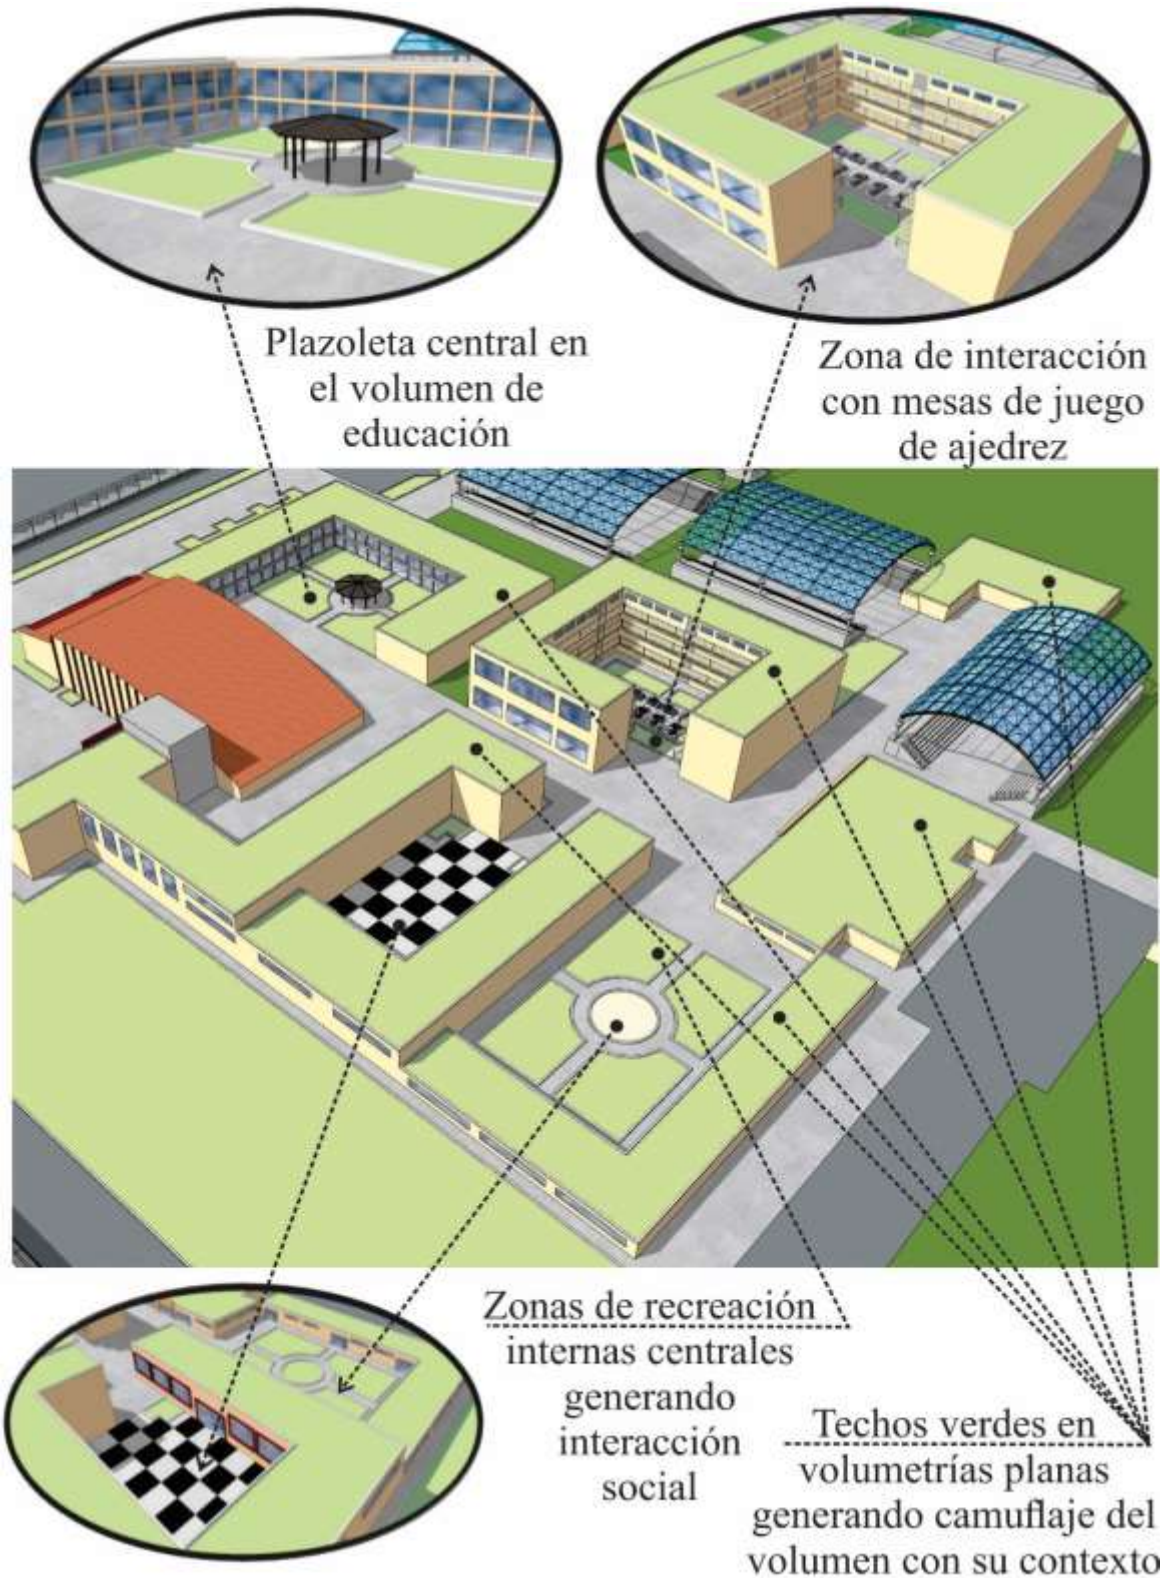 Plazoleta central en
el volumen de
educación
Zona de interacción
con mesas de juego
de ajedrez
Zonas de recreación
internas centrales
generando
interacción
social
Techos verdes en
volumetrías planas
generando camuflaje del
volumen con su contexto